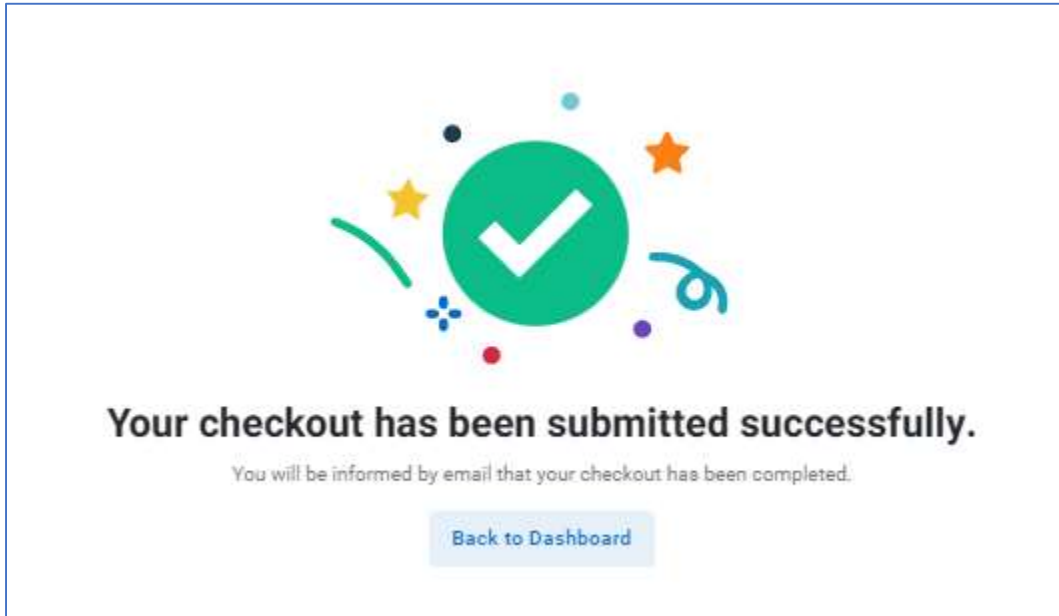 Your checkout has been submitted successfully.
You will be informed by email that your checkout has been completed.
Back to Dashboard